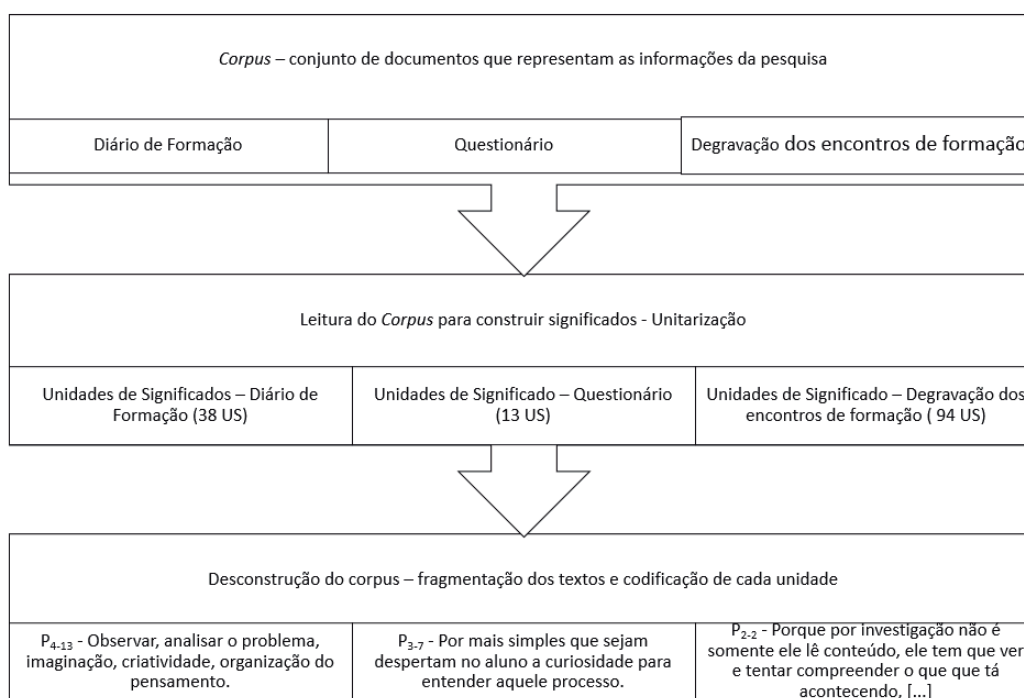 Corpus – conjunto de documentos que representam as informações da pesquisa
Diário de Formação
Questionário
Degravação dos encontros de formação
Leitura do Corpus para construir significados - Unitarização
Unidades de Significados – Diário de
Formação (38 US)
Unidades de Significado – Questionário
(13 US)
Unidades de Significado – Degravação dos
encontros de formação ( 94 US)
Desconstrução do corpus – fragmentação dos textos e codificação de cada unidade
P4-13 - Observar, analisar o problema,
imaginação, criatividade, organização do
pensamento.
P3-7 - Por mais simples que sejam
despertam no aluno a curiosidade para
entender aquele processo.
P2-2 - Porque por investigação não é
somente ele lê conteúdo, ele tem que ver
e tentar compreender o que que tá
acontecendo, [...]